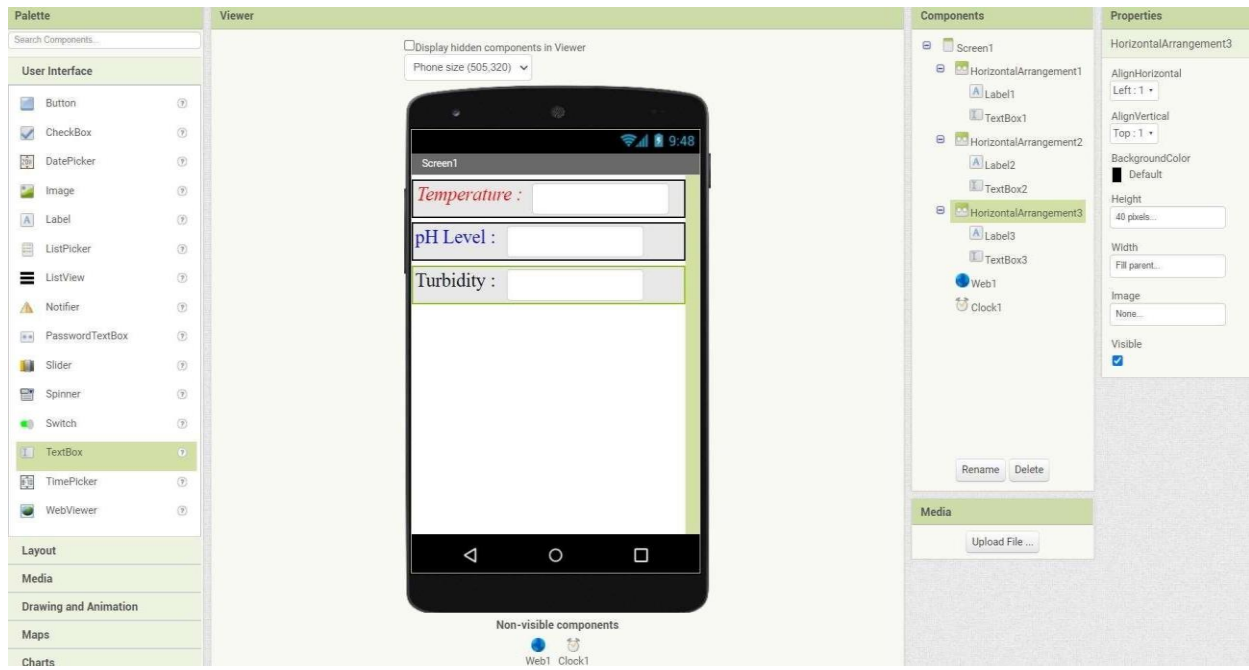 Palette
Search Components...
User Interface
Button
CheckBox
DatePicker
Image
Label
ListPicker
ListView
Notifier
PasswordTextBox
Slider
Spinner
Switch
TextBox
TimePicker
WebViewer
Layout
Media
Drawing and Animation
Maps
Charts
Viewer
Display hidden components in Viewer
Phone size (505,320)
9:48
Screen1
Temperature :
pH Level :
Turbidity :
Non-visible components
Web1 Clock1
Components
Screen1
HorizontalArrangement1
Label1
TextBox1
HorizontalArrangement2
Label2
TextBox2
HorizontalArrangement3
Label3
TextBox3
Web1
Clock1
Rename Delete
Media
Upload File ...
Properties
HorizontalArrangement3
AlignHorizontal
Left : 1
AlignVertical
Top : 1
BackgroundColor
Default
Height
40 pixels...
Width
Fill parent...
Image
None...
Visible